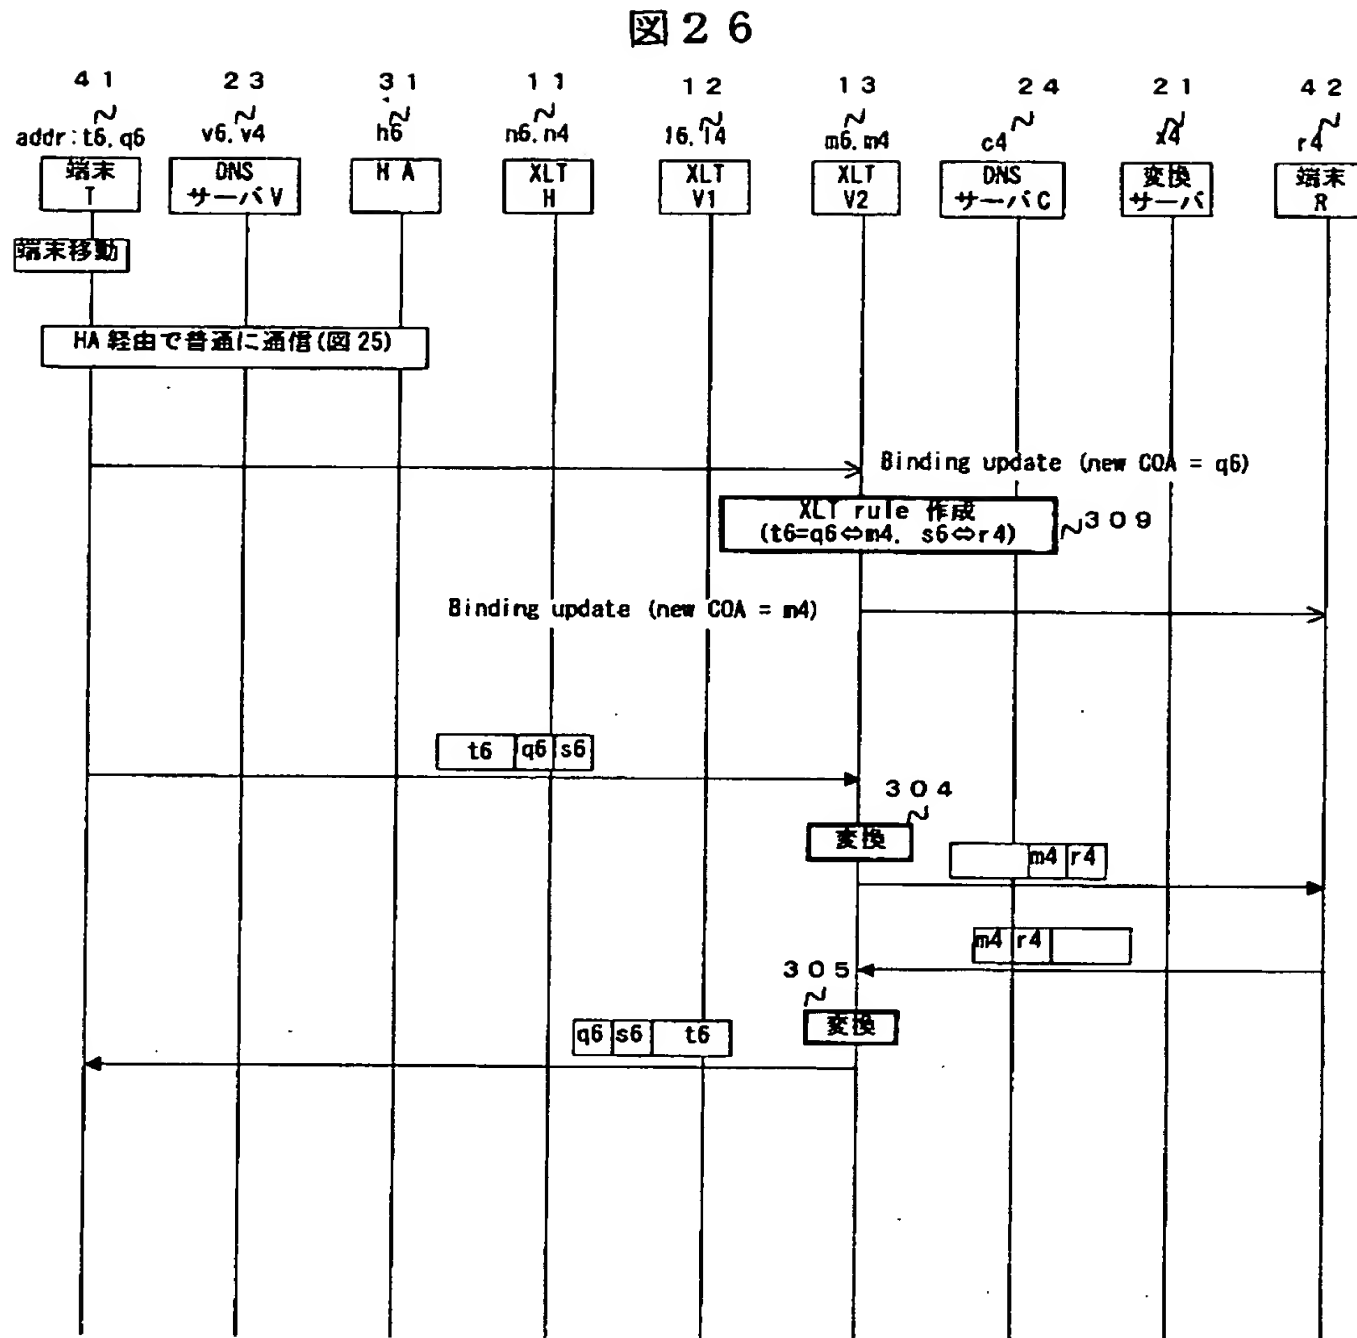 図26
41 23 31 11 12 13 24 21 42
addr:t6,q6 v6,v4 h6 n6,n4 l6,l4 m6,m4 c4 x4 r4
端末 DNS HA XLT XLT XLT DNS 変換 端末
T サーバV H V1 V2 サーバC サーバ R
端末移動
HA経由で普通に通信(図25)
Binding update (new COA = q6)
XLT rule 作成
(t6=q6⇔m4, s6⇔r4)
309
Binding update (new COA = m4)
t6 q6 s6
304
変換
m4 r4
m4 r4
305
変換
q6 s6 t6